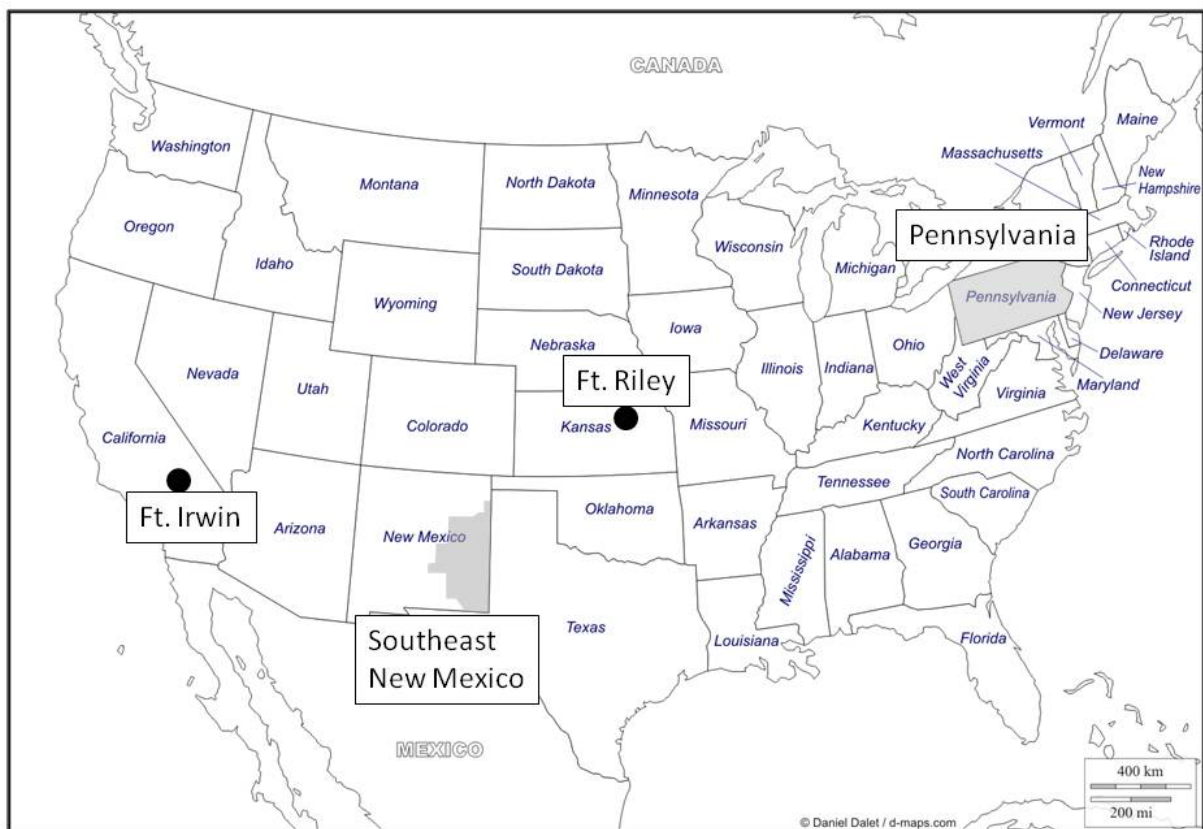 CANADA
Washington
Montana
North Dakota
Minnesota
Vermont
Maine
Massachusetts
New
Hampshire
Oregon
Idaho
Wyoming
South Dakota
Wisconsin
Michigan
Pennsylvania
Rhode
Island
Connecticut
New Jersey
Pennsylvania
Nebraska
Iowa
Ohio
Delaware
Maryland
Nevada
Utah
Ft. Riley
Illinois
Indiana
West
Virginia
Virginia
California
Colorado
Kansas
Missouri
Kentucky
North Carolina
Tennessee
South Carolina
Ft. Irwin
Arizona
New Mexico
Oklahoma
Arkansas
Mississippi
Alabama
Georgia
Southeast
New Mexico
Texas
Louisiana
Florida
MEXICO
400 km
200 mi
© Daniel Dalet / d-maps.com